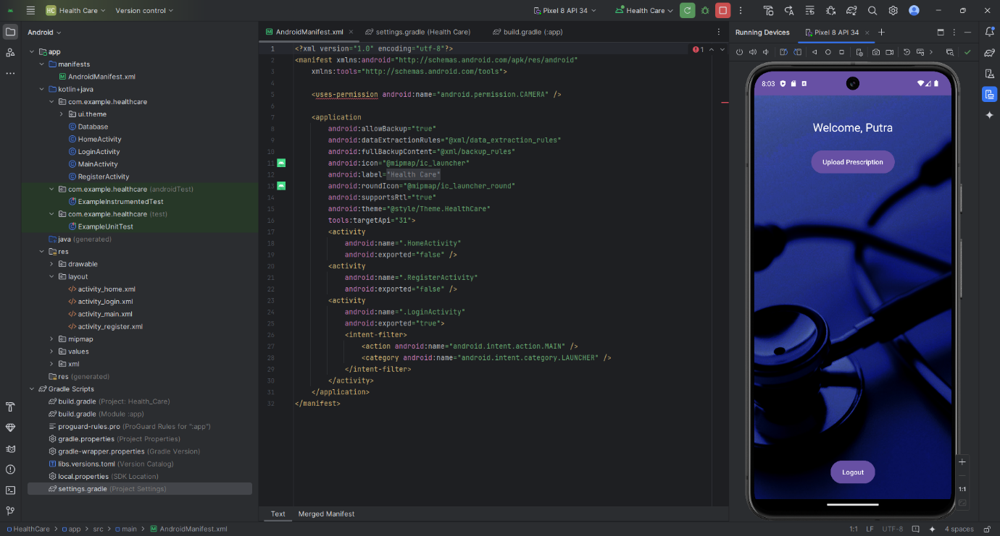 HC Health Care
Version control
Pixel 8 API 34
Health Care
Android
app
manifests
AndroidManifest.xml
kotlin+java
com.example.healthcare
ui.theme
Database
HomeActivity
LoginActivity
MainActivity
RegisterActivity
com.example.healthcare (androidTest)
ExampleInstrumentedTest
com.example.healthcare (test)
ExampleUnitTest
java (generated)
res
drawable
layout
activity_home.xml
activity_login.xml
activity_main.xml
activity_register.xml
mipmap
values
xml
res (generated)
Gradle Scripts
build.gradle (Project: Health_Care)
build.gradle (Module :app)
proguard-rules.pro (ProGuard Rules for ":app")
gradle.properties (Project Properties)
gradle-wrapper.properties (Gradle Version)
libs.versions.toml (Version Catalog)
local.properties (SDK Location)
settings.gradle (Project Settings)
AndroidManifest.xml
settings.gradle (Health Care)
build.gradle (:app)
1
1 <?xml version="1.0" encoding="utf-8"?>
2 <manifest xmlns:android="http://schemas.android.com/apk/res/android"
3 xmlns:tools="http://schemas.android.com/tools">
4
5 <uses-permission android:name="android.permission.CAMERA" />
6
7 <application
8 android:allowBackup="true"
9 android:dataExtractionRules="@xml/data_extraction_rules"
10 android:fullBackupContent="@xml/backup_rules"
11 android:icon="@mipmap/ic_launcher"
12 android:label="Health Care"
13 android:roundIcon="@mipmap/ic_launcher_round"
14 android:supportsRtl="true"
15 android:theme="@style/Theme.HealthCare"
16 tools:targetApi="31">
17 <activity
18 android:name=".HomeActivity"
19 android:exported="false" />
20 <activity
21 android:name=".RegisterActivity"
22 android:exported="false" />
23 <activity
24 android:name=".LoginActivity"
25 android:exported="true">
26 <intent-filter>
27 <action android:name="android.intent.action.MAIN" />
28 <category android:name="android.intent.category.LAUNCHER" />
29 </intent-filter>
30 </activity>
31 </application>
32 </manifest>
Text
Merged Manifest
Running Devices
Pixel 8 API 34
8:03
Welcome, Putra
Upload Prescription
Logout
1:1
HealthCare > app > src > main > AndroidManifest.xml
1:1 LF UTF-8 4 spaces